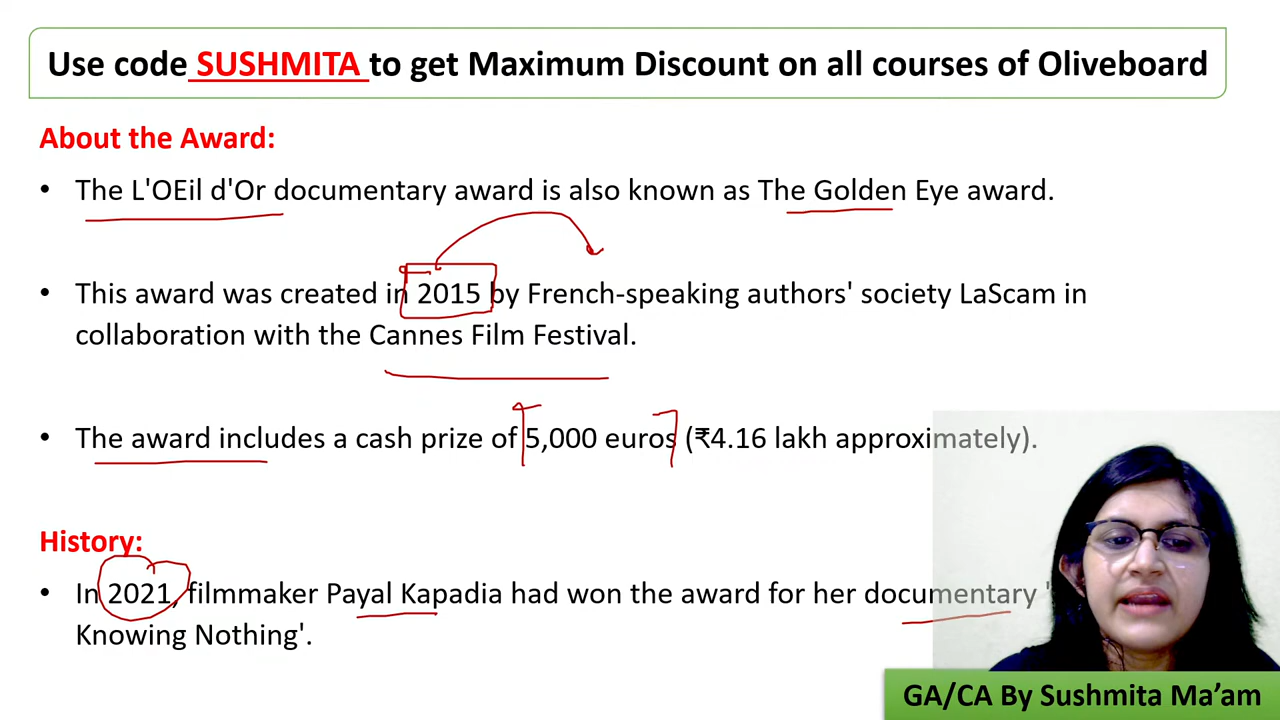 Use code SUSHMITA to get Maximum Discount on all courses of Oliveboard
About the Award:
• The L'OEil d'Or documentary award is also known as The Golden Eye award.
• This award was created in 2015 by French-speaking authors' society LaScam in
collaboration with the Cannes Film Festival.
• The award includes a cash prize of 5,000 euros (₹4.16 lakh approximately).
History:
• In 2021, filmmaker Payal Kapadia had won the award for her documentary '
Knowing Nothing'.
GA/CA By Sushmita Ma’am